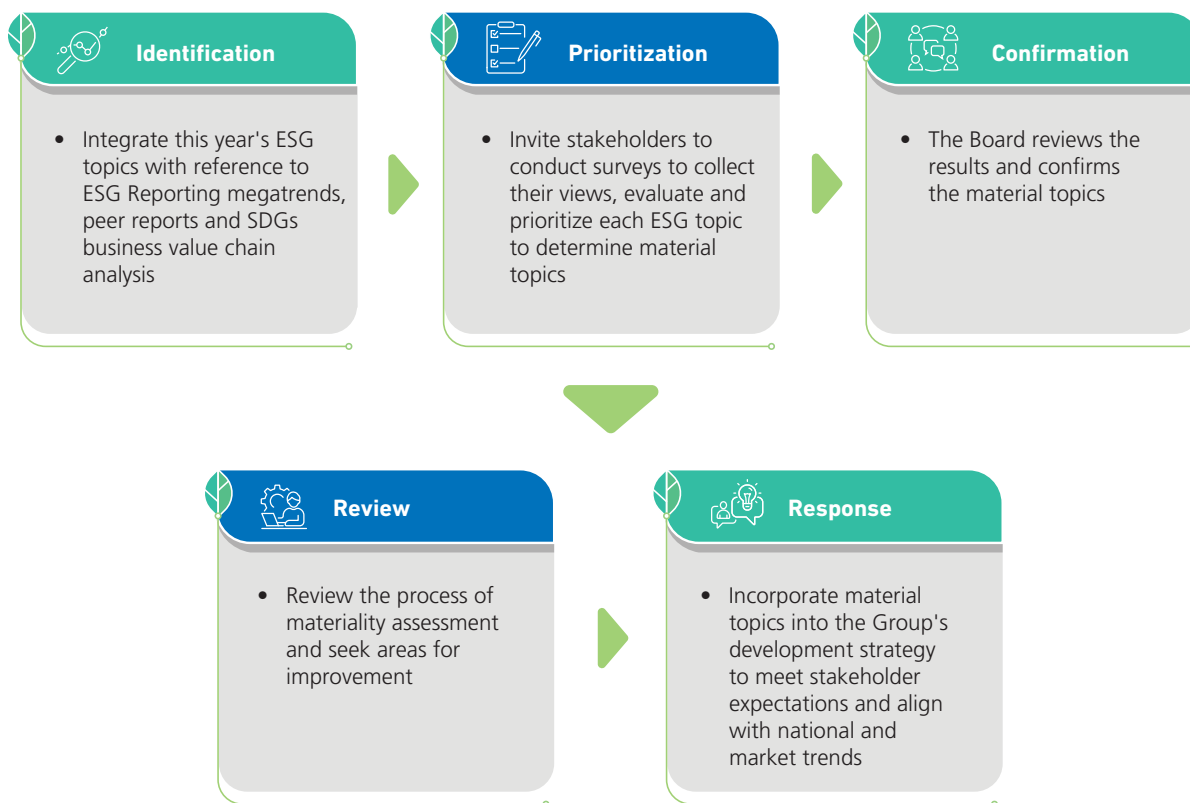 Identification
• Integrate this year's ESG
topics with reference to
ESG Reporting megatrends,
peer reports and SDGs
business value chain
analysis
Prioritization
• Invite stakeholders to
conduct surveys to collect
their views, evaluate and
prioritize each ESG topic
to determine material
topics
Confirmation
• The Board reviews the
results and confirms
the material topics
Review
• Review the process of
materiality assessment
and seek areas for
improvement
Response
• Incorporate material
topics into the Group's
development strategy
to meet stakeholder
expectations and align
with national and
market trends